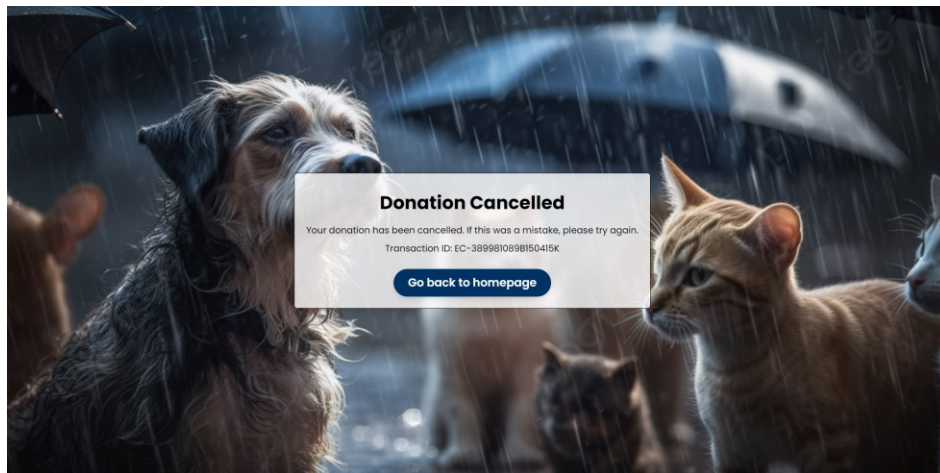 Donation Cancelled
Your donation has been cancelled. If this was a mistake, please try again.
Transaction ID: EC-389981089B150415K
Go back to homepage